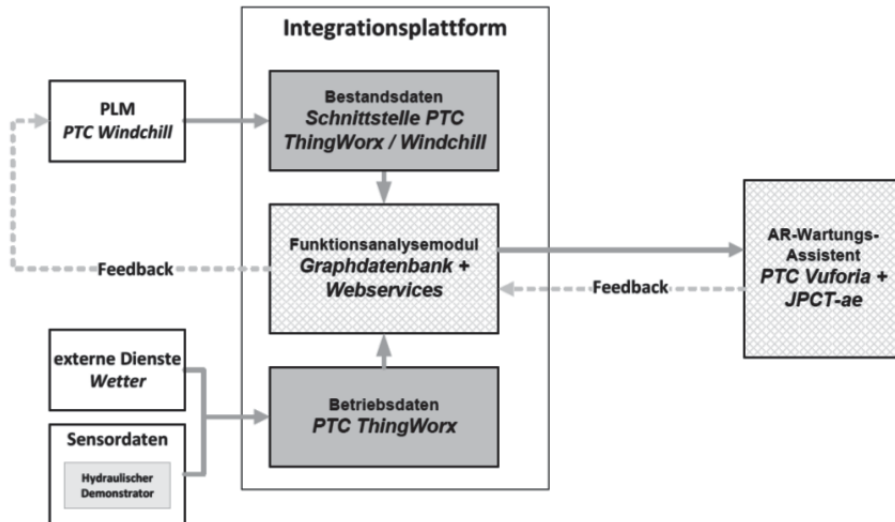 Integrationsplattform
PLM
PTC Windchill
Bestandsdaten
Schnittstelle PTC
ThingWorx / Windchill
Funktionsanalysemodul
Graphdatenbank +
Webservices
Feedback
Feedback
AR-Wartungs-
Assistent
PTC Vuforia +
JPCT-ae
externe Dienste
Wetter
Betriebsdaten
PTC ThingWorx
Sensordaten
Hydraulischer
Demonstrator